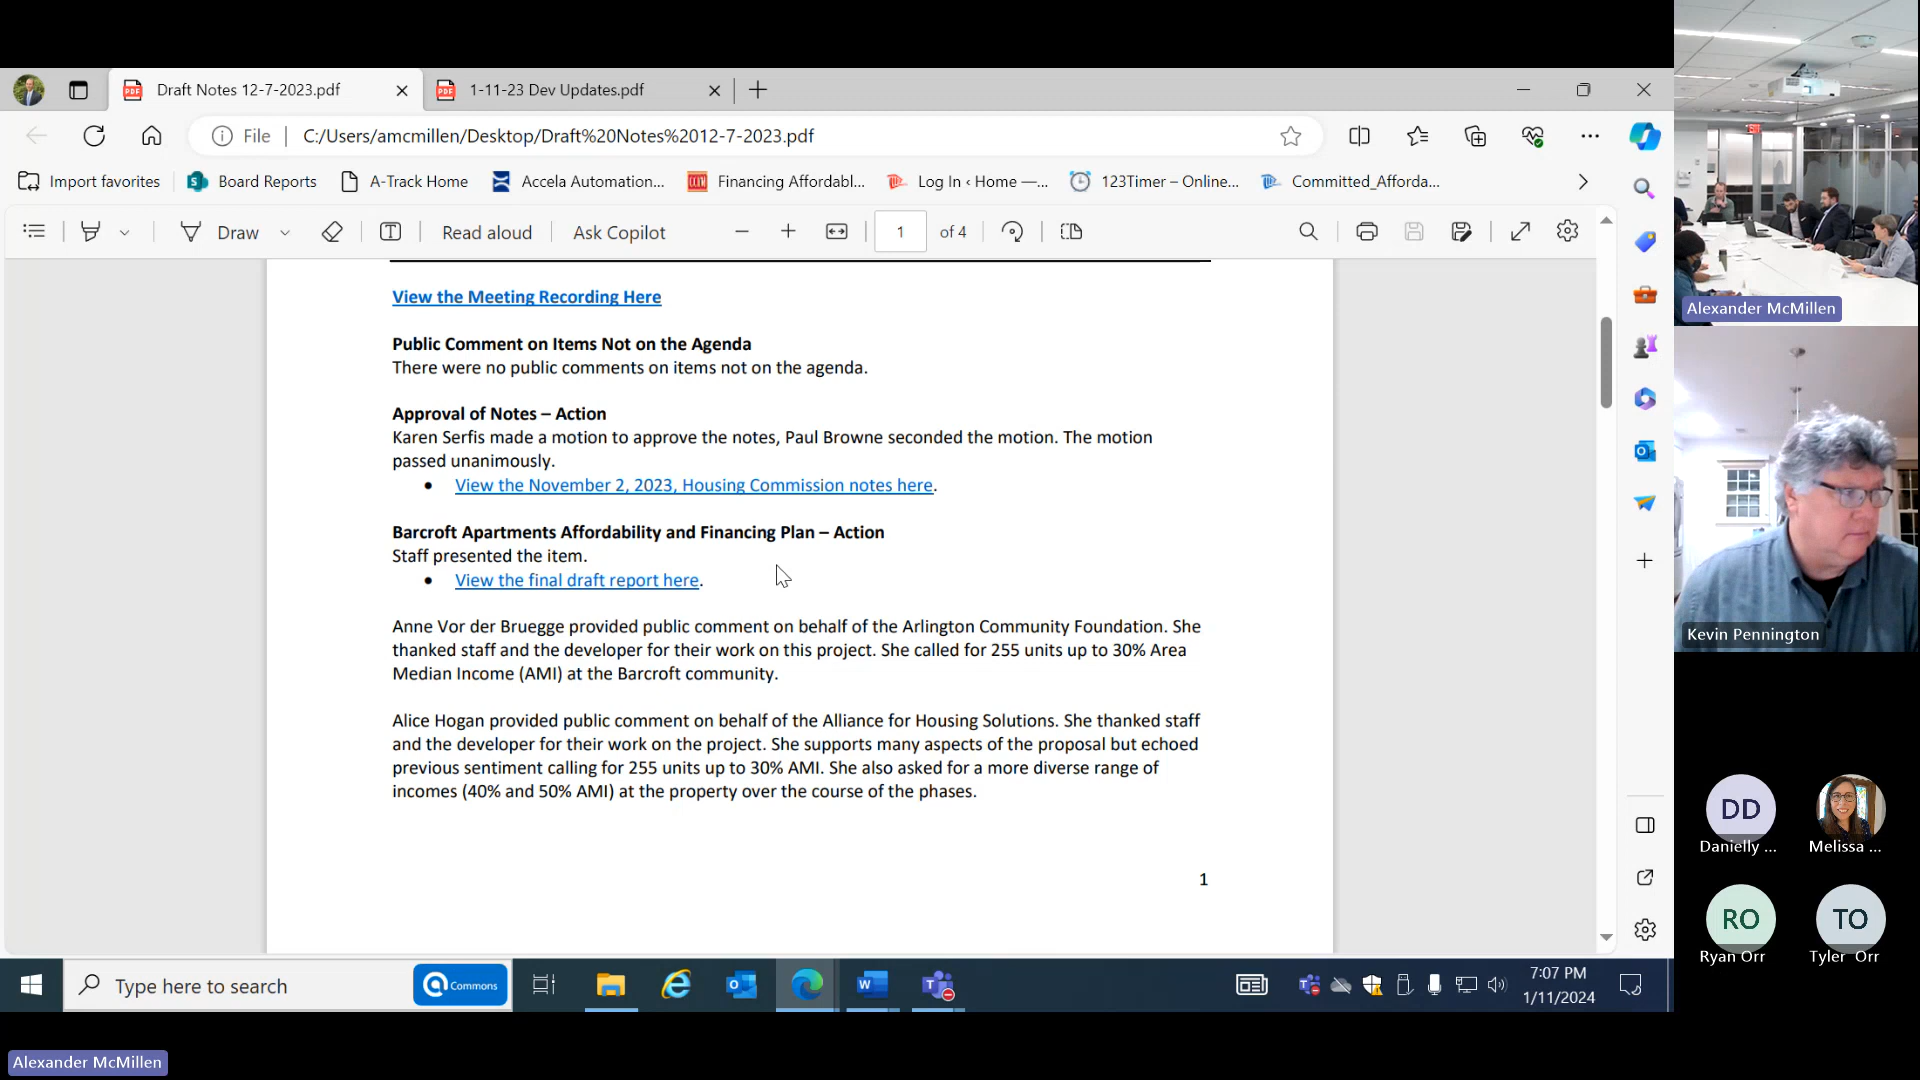 Draft Notes 12-7-2023.pdf
1-11-23 Dev Updates.pdf
File
C:/Users/amcmillen/Desktop/Draft%20Notes%2012-7-2023.pdf
Import favorites
Board Reports
A-Track Home
Accela Automation...
Financing Affordabl...
Log In ‹ Home —...
123Timer – Online...
Committed_Afforda...
Draw
Read aloud
Ask Copilot
1
of 4
View the Meeting Recording Here
Public Comment on Items Not on the Agenda
There were no public comments on items not on the agenda.
Approval of Notes – Action
Karen Serfis made a motion to approve the notes, Paul Browne seconded the motion. The motion
passed unanimously.
• View the November 2, 2023, Housing Commission notes here.
Barcroft Apartments Affordability and Financing Plan – Action
Staff presented the item.
• View the final draft report here.
Anne Vor der Bruegge provided public comment on behalf of the Arlington Community Foundation. She
thanked staff and the developer for their work on this project. She called for 255 units up to 30% Area
Median Income (AMI) at the Barcroft community.
Alice Hogan provided public comment on behalf of the Alliance for Housing Solutions. She thanked staff
and the developer for their work on the project. She supports many aspects of the proposal but echoed
previous sentiment calling for 255 units up to 30% AMI. She also asked for a more diverse range of
incomes (40% and 50% AMI) at the property over the course of the phases.
1
Type here to search
Commons
7:07 PM
1/11/2024
Alexander McMillen
Alexander McMillen
Kevin Pennington
DD
Danielly ...
Melissa ...
RO
Ryan Orr
TO
Tyler Orr